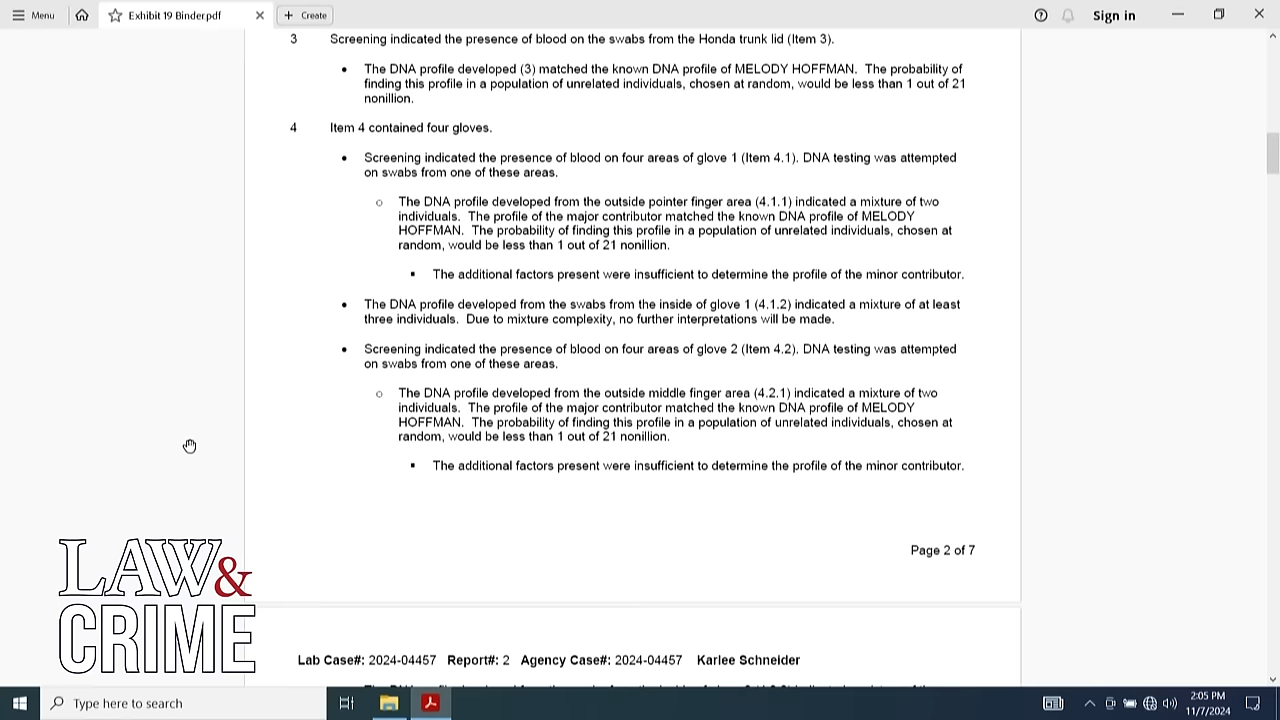 Menu
Exhibit 19 Binder.pdf
Create
Sign in
3 Screening indicated the presence of blood on the swabs from the Honda trunk lid (Item 3).
• The DNA profile developed (3) matched the known DNA profile of MELODY HOFFMAN. The probability of
finding this profile in a population of unrelated individuals, chosen at random, would be less than 1 out of 21
nonillion.
4 Item 4 contained four gloves.
• Screening indicated the presence of blood on four areas of glove 1 (Item 4.1). DNA testing was attempted
on swabs from one of these areas.
o The DNA profile developed from the outside pointer finger area (4.1.1) indicated a mixture of two
individuals. The profile of the major contributor matched the known DNA profile of MELODY
HOFFMAN. The probability of finding this profile in a population of unrelated individuals, chosen at
random, would be less than 1 out of 21 nonillion.
▪ The additional factors present were insufficient to determine the profile of the minor contributor.
• The DNA profile developed from the swabs from the inside of glove 1 (4.1.2) indicated a mixture of at least
three individuals. Due to mixture complexity, no further interpretations will be made.
• Screening indicated the presence of blood on four areas of glove 2 (Item 4.2). DNA testing was attempted
on swabs from one of these areas.
o The DNA profile developed from the outside middle finger area (4.2.1) indicated a mixture of two
individuals. The profile of the major contributor matched the known DNA profile of MELODY
HOFFMAN. The probability of finding this profile in a population of unrelated individuals, chosen at
random, would be less than 1 out of 21 nonillion.
▪ The additional factors present were insufficient to determine the profile of the minor contributor.
Page 2 of 7
LAW&
CRIME
Lab Case#: 2024-04457 Report#: 2 Agency Case#: 2024-04457 Karlee Schneider
Type here to search
2:05 PM
11/7/2024